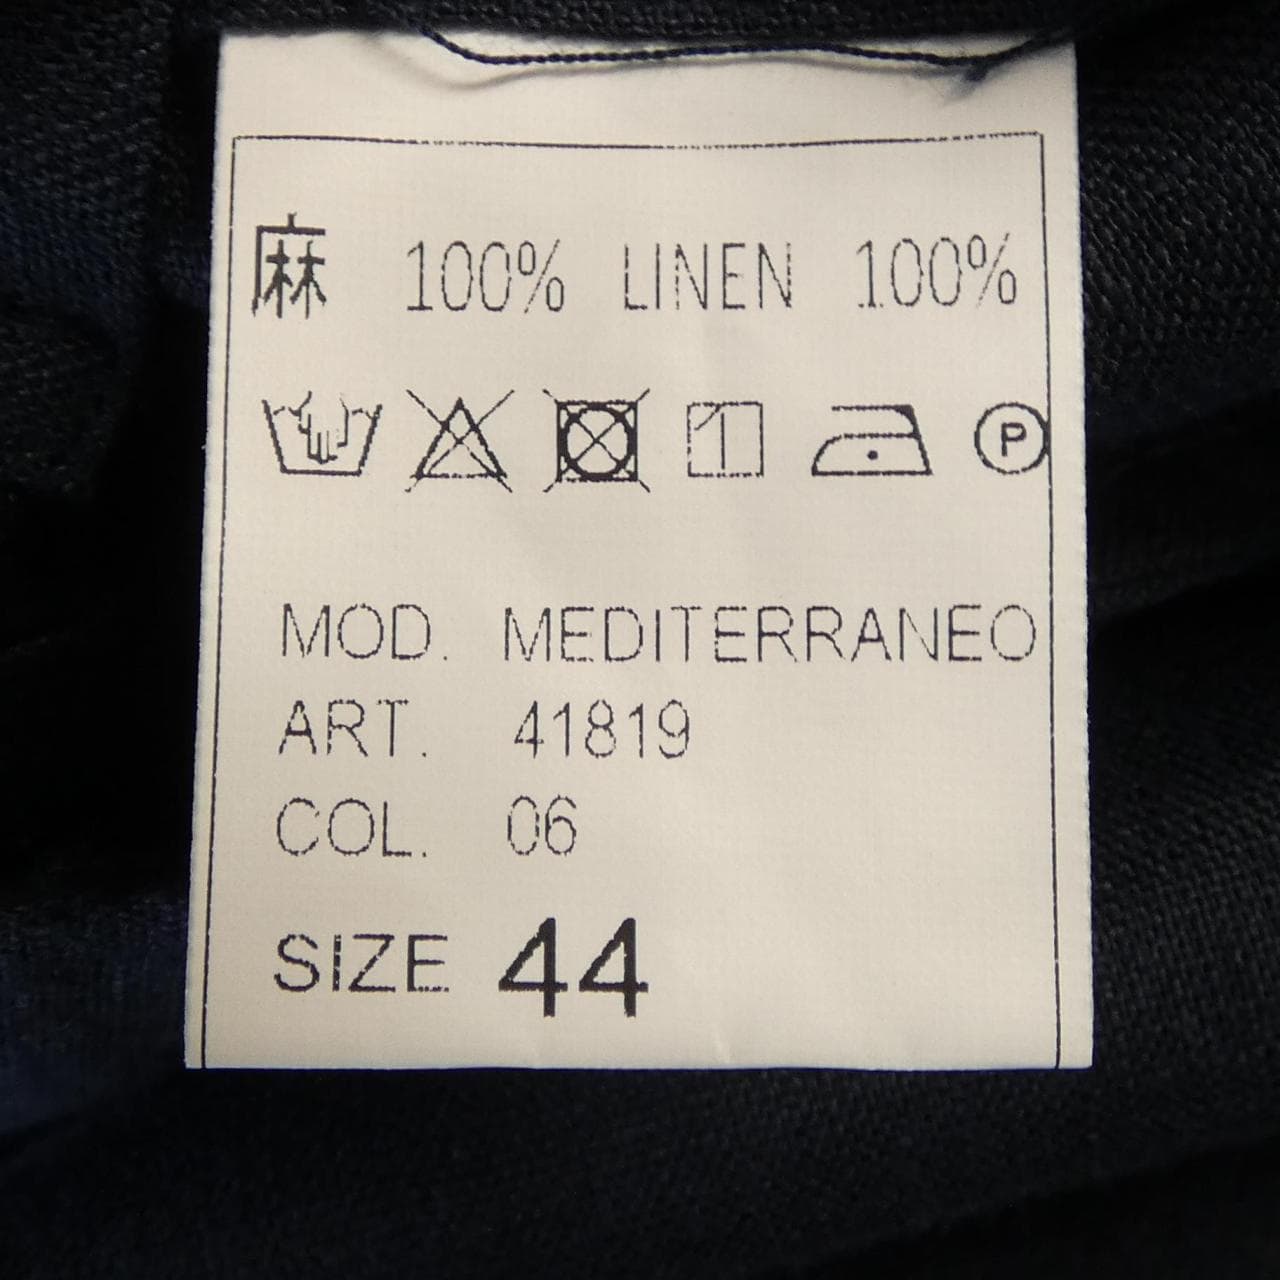 麻 100% LINEN 100%
P
MOD. MEDITERRANEO
ART. 41819
COL. 06
SIZE 44